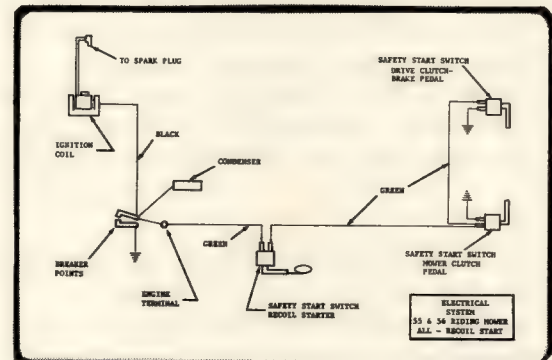 TO SPARK PLUG
SAFETY START SWITCH
DRIVE CLUTCH-
BRAKE PEDAL
IGNITION
COIL
BLACK
CONDENSER
GREEN
GREEN
BREAKER
POINTS
ENGINE
TERMINAL
SAFETY START SWITCH
RECOIL STARTER
SAFETY START SWITCH
MOWER CLUTCH
PEDAL
ELECTRICAL
SYSTEM
55 & 56 RIDING MOWER
ALL - RECOIL START